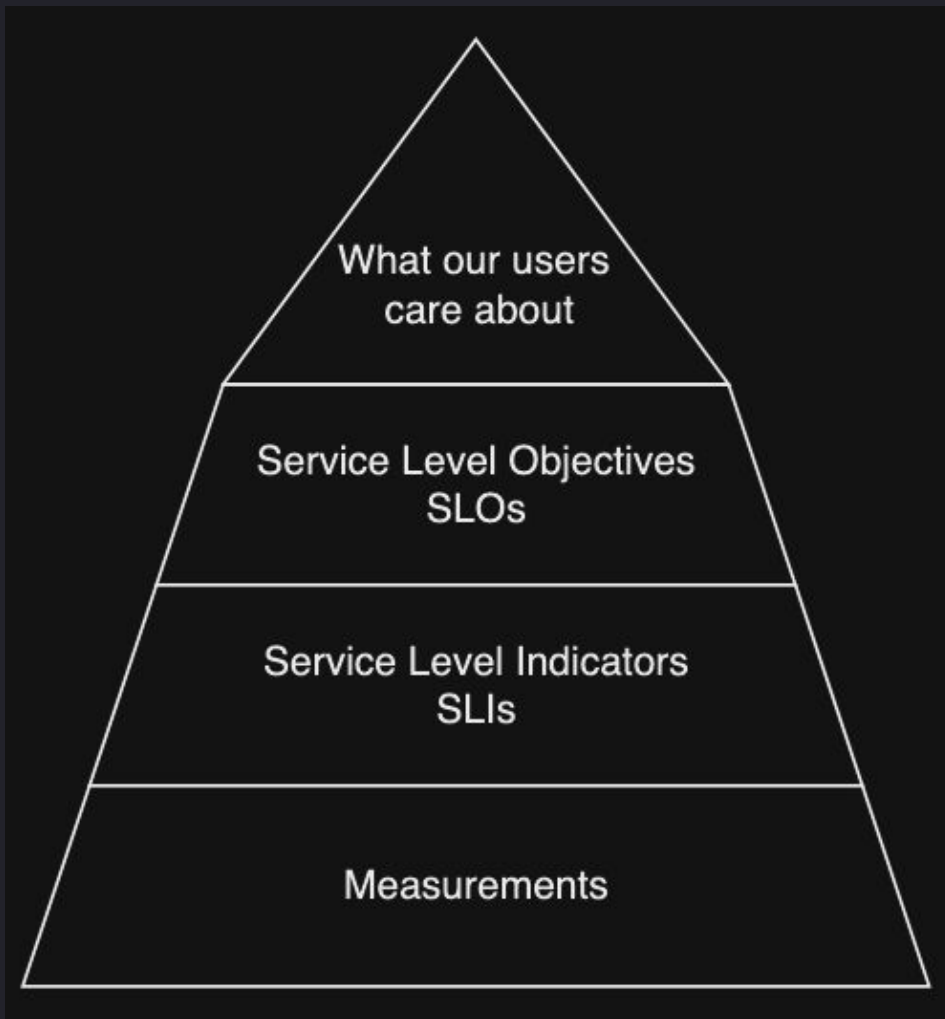 What our users
care about
Service Level Objectives
SLOs
Service Level Indicators
SLIs
Measurements